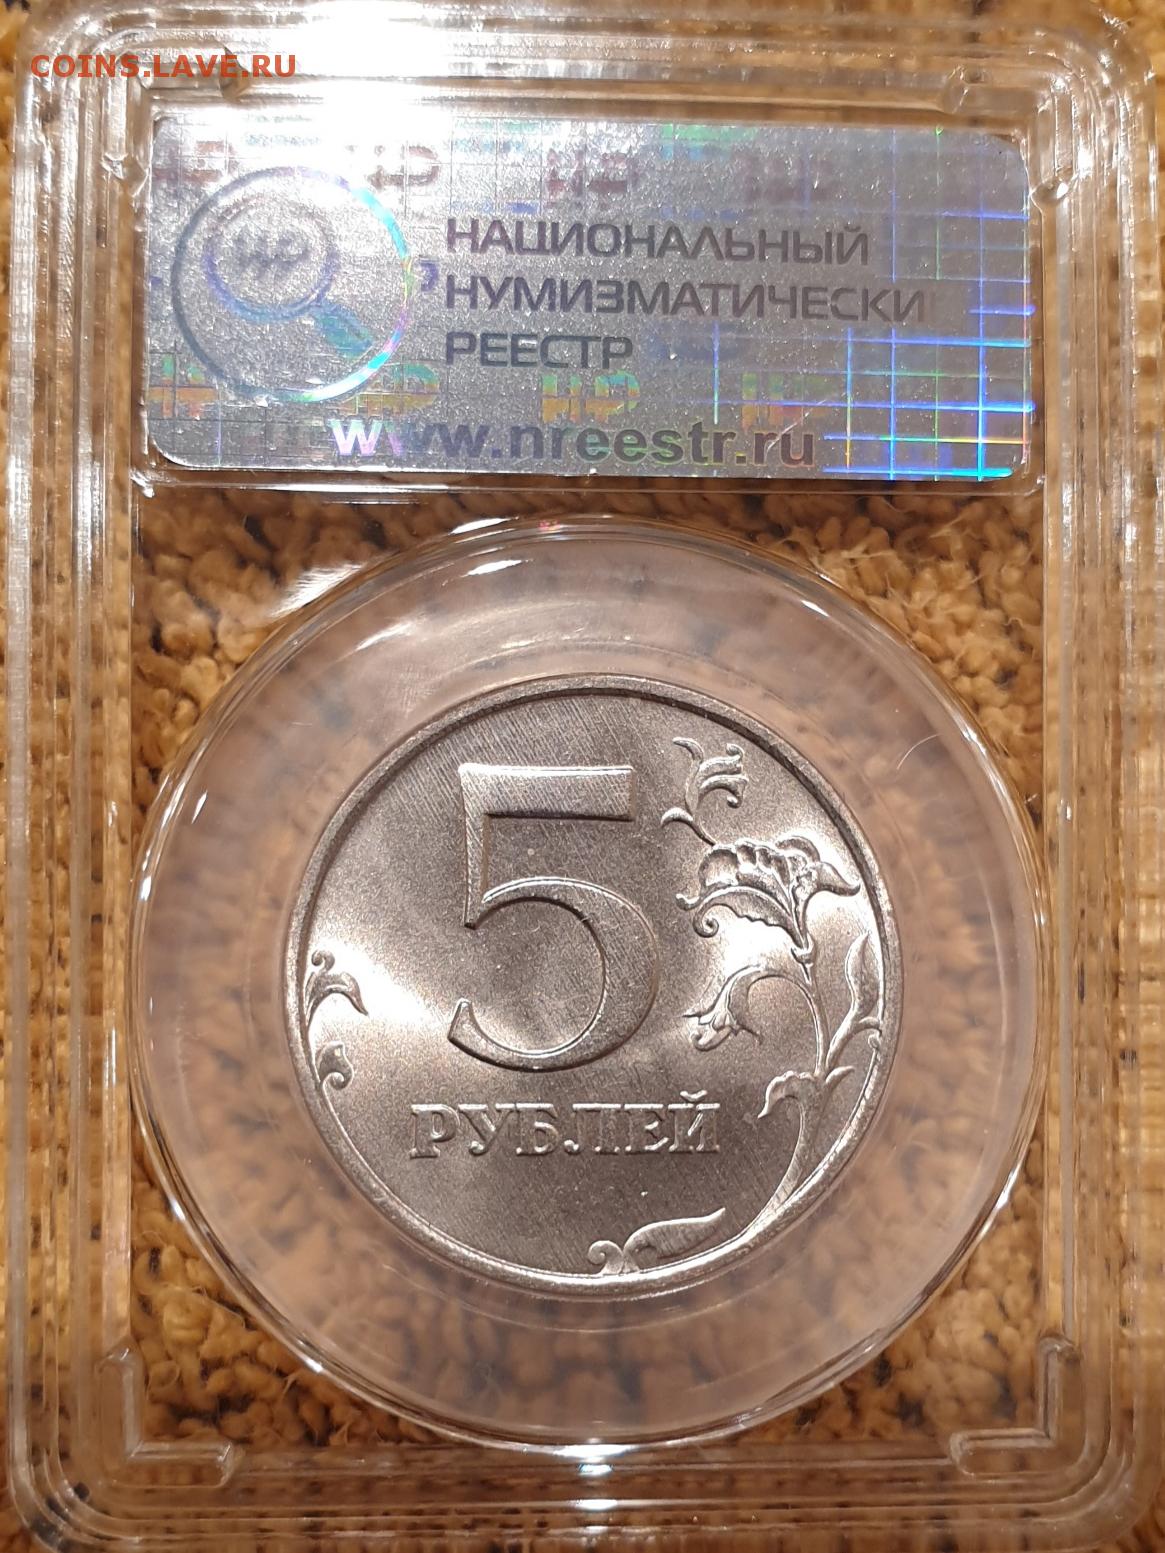 COINS.LAVE.RU
НАЦИОНАЛЬНЫЙ
НУМИЗМАТИЧЕСКИ
РЕЕСТР
www.nreestr.ru
5
РУБЛЕЙ